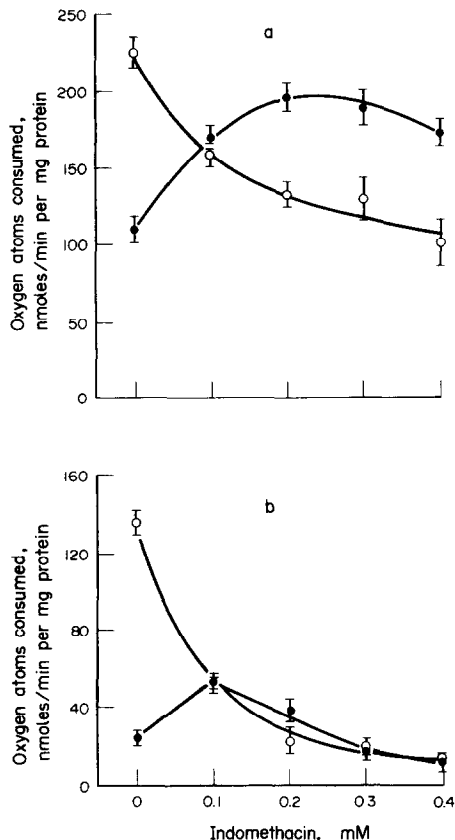 a
250
200
150
100
50
0
Oxygen atoms consumed,
nmoles/min per mg protein
b
160
120
80
40
0
Oxygen atoms consumed,
nmoles/min per mg protein
0 0.1 0.2 0.3 0.4
Indomethacin, mM